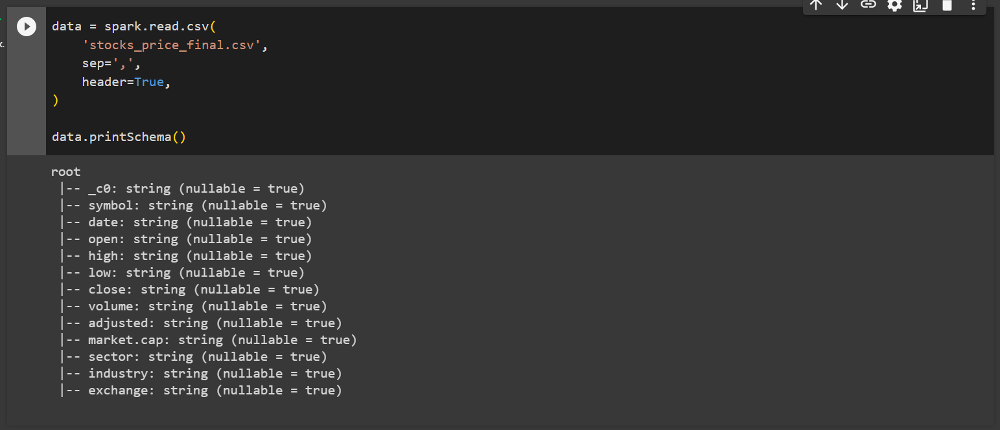 data = spark.read.csv(
    'stocks_price_final.csv',
    sep=',',
    header=True,
)
data.printSchema()
root
 |-- _c0: string (nullable = true)
 |-- symbol: string (nullable = true)
 |-- date: string (nullable = true)
 |-- open: string (nullable = true)
 |-- high: string (nullable = true)
 |-- low: string (nullable = true)
 |-- close: string (nullable = true)
 |-- volume: string (nullable = true)
 |-- adjusted: string (nullable = true)
 |-- market.cap: string (nullable = true)
 |-- sector: string (nullable = true)
 |-- industry: string (nullable = true)
 |-- exchange: string (nullable = true)